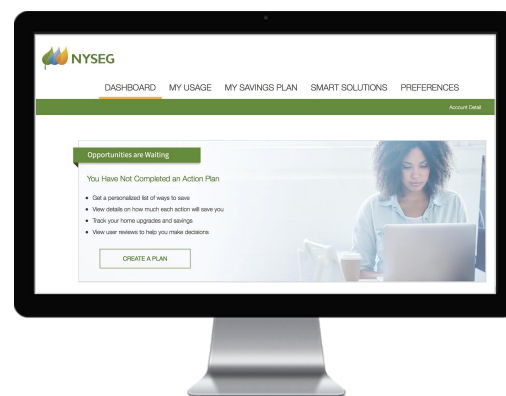 NYSEG
DASHBOARD MY USAGE MY SAVINGS PLAN SMART SOLUTIONS PREFERENCES
Account Detail
Opportunities are Waiting
You Have Not Completed an Action Plan
• Get a personalized list of ways to save
• View details on how much each action will save you
• Track your home upgrades and savings
• View user reviews to help you make decisions
CREATE A PLAN